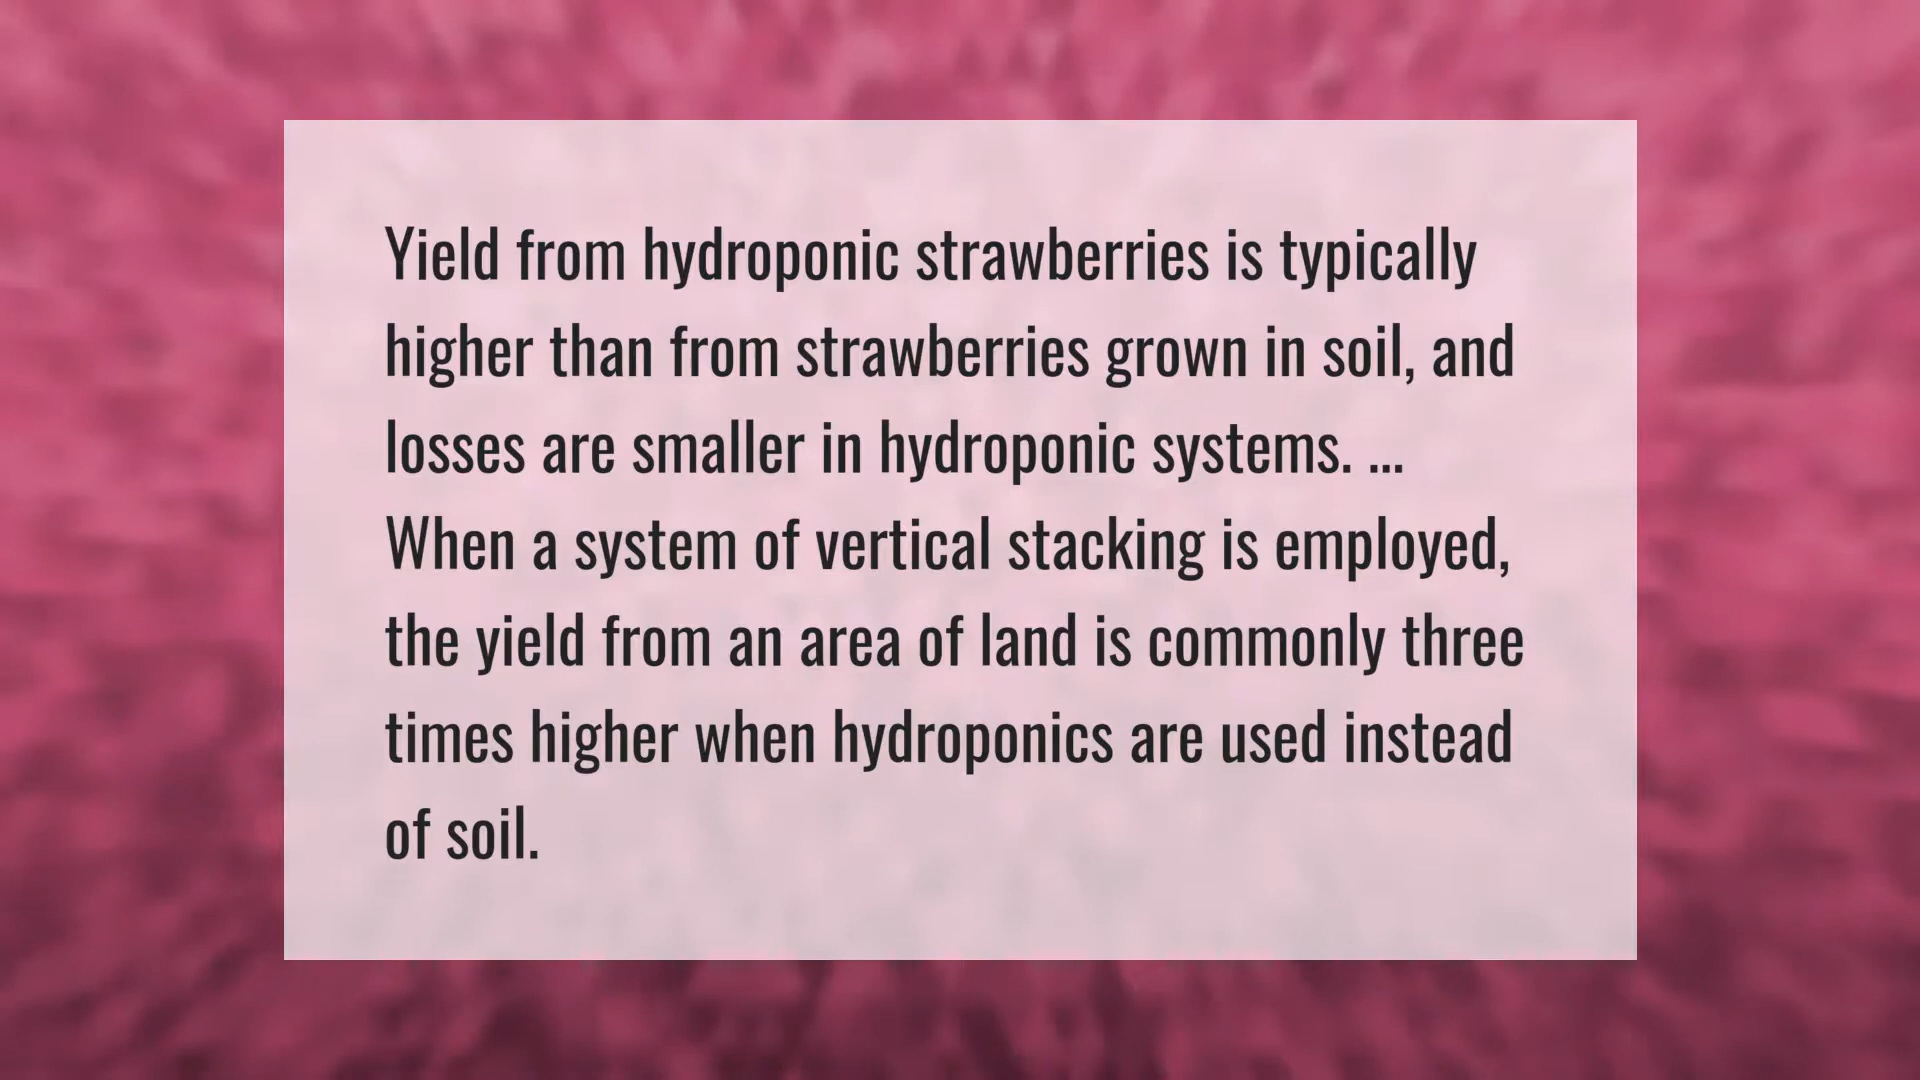 Yield from hydroponic strawberries is typically
higher than from strawberries grown in soil, and
losses are smaller in hydroponic systems. ...
When a system of vertical stacking is employed,
the yield from an area of land is commonly three
times higher when hydroponics are used instead
of soil.